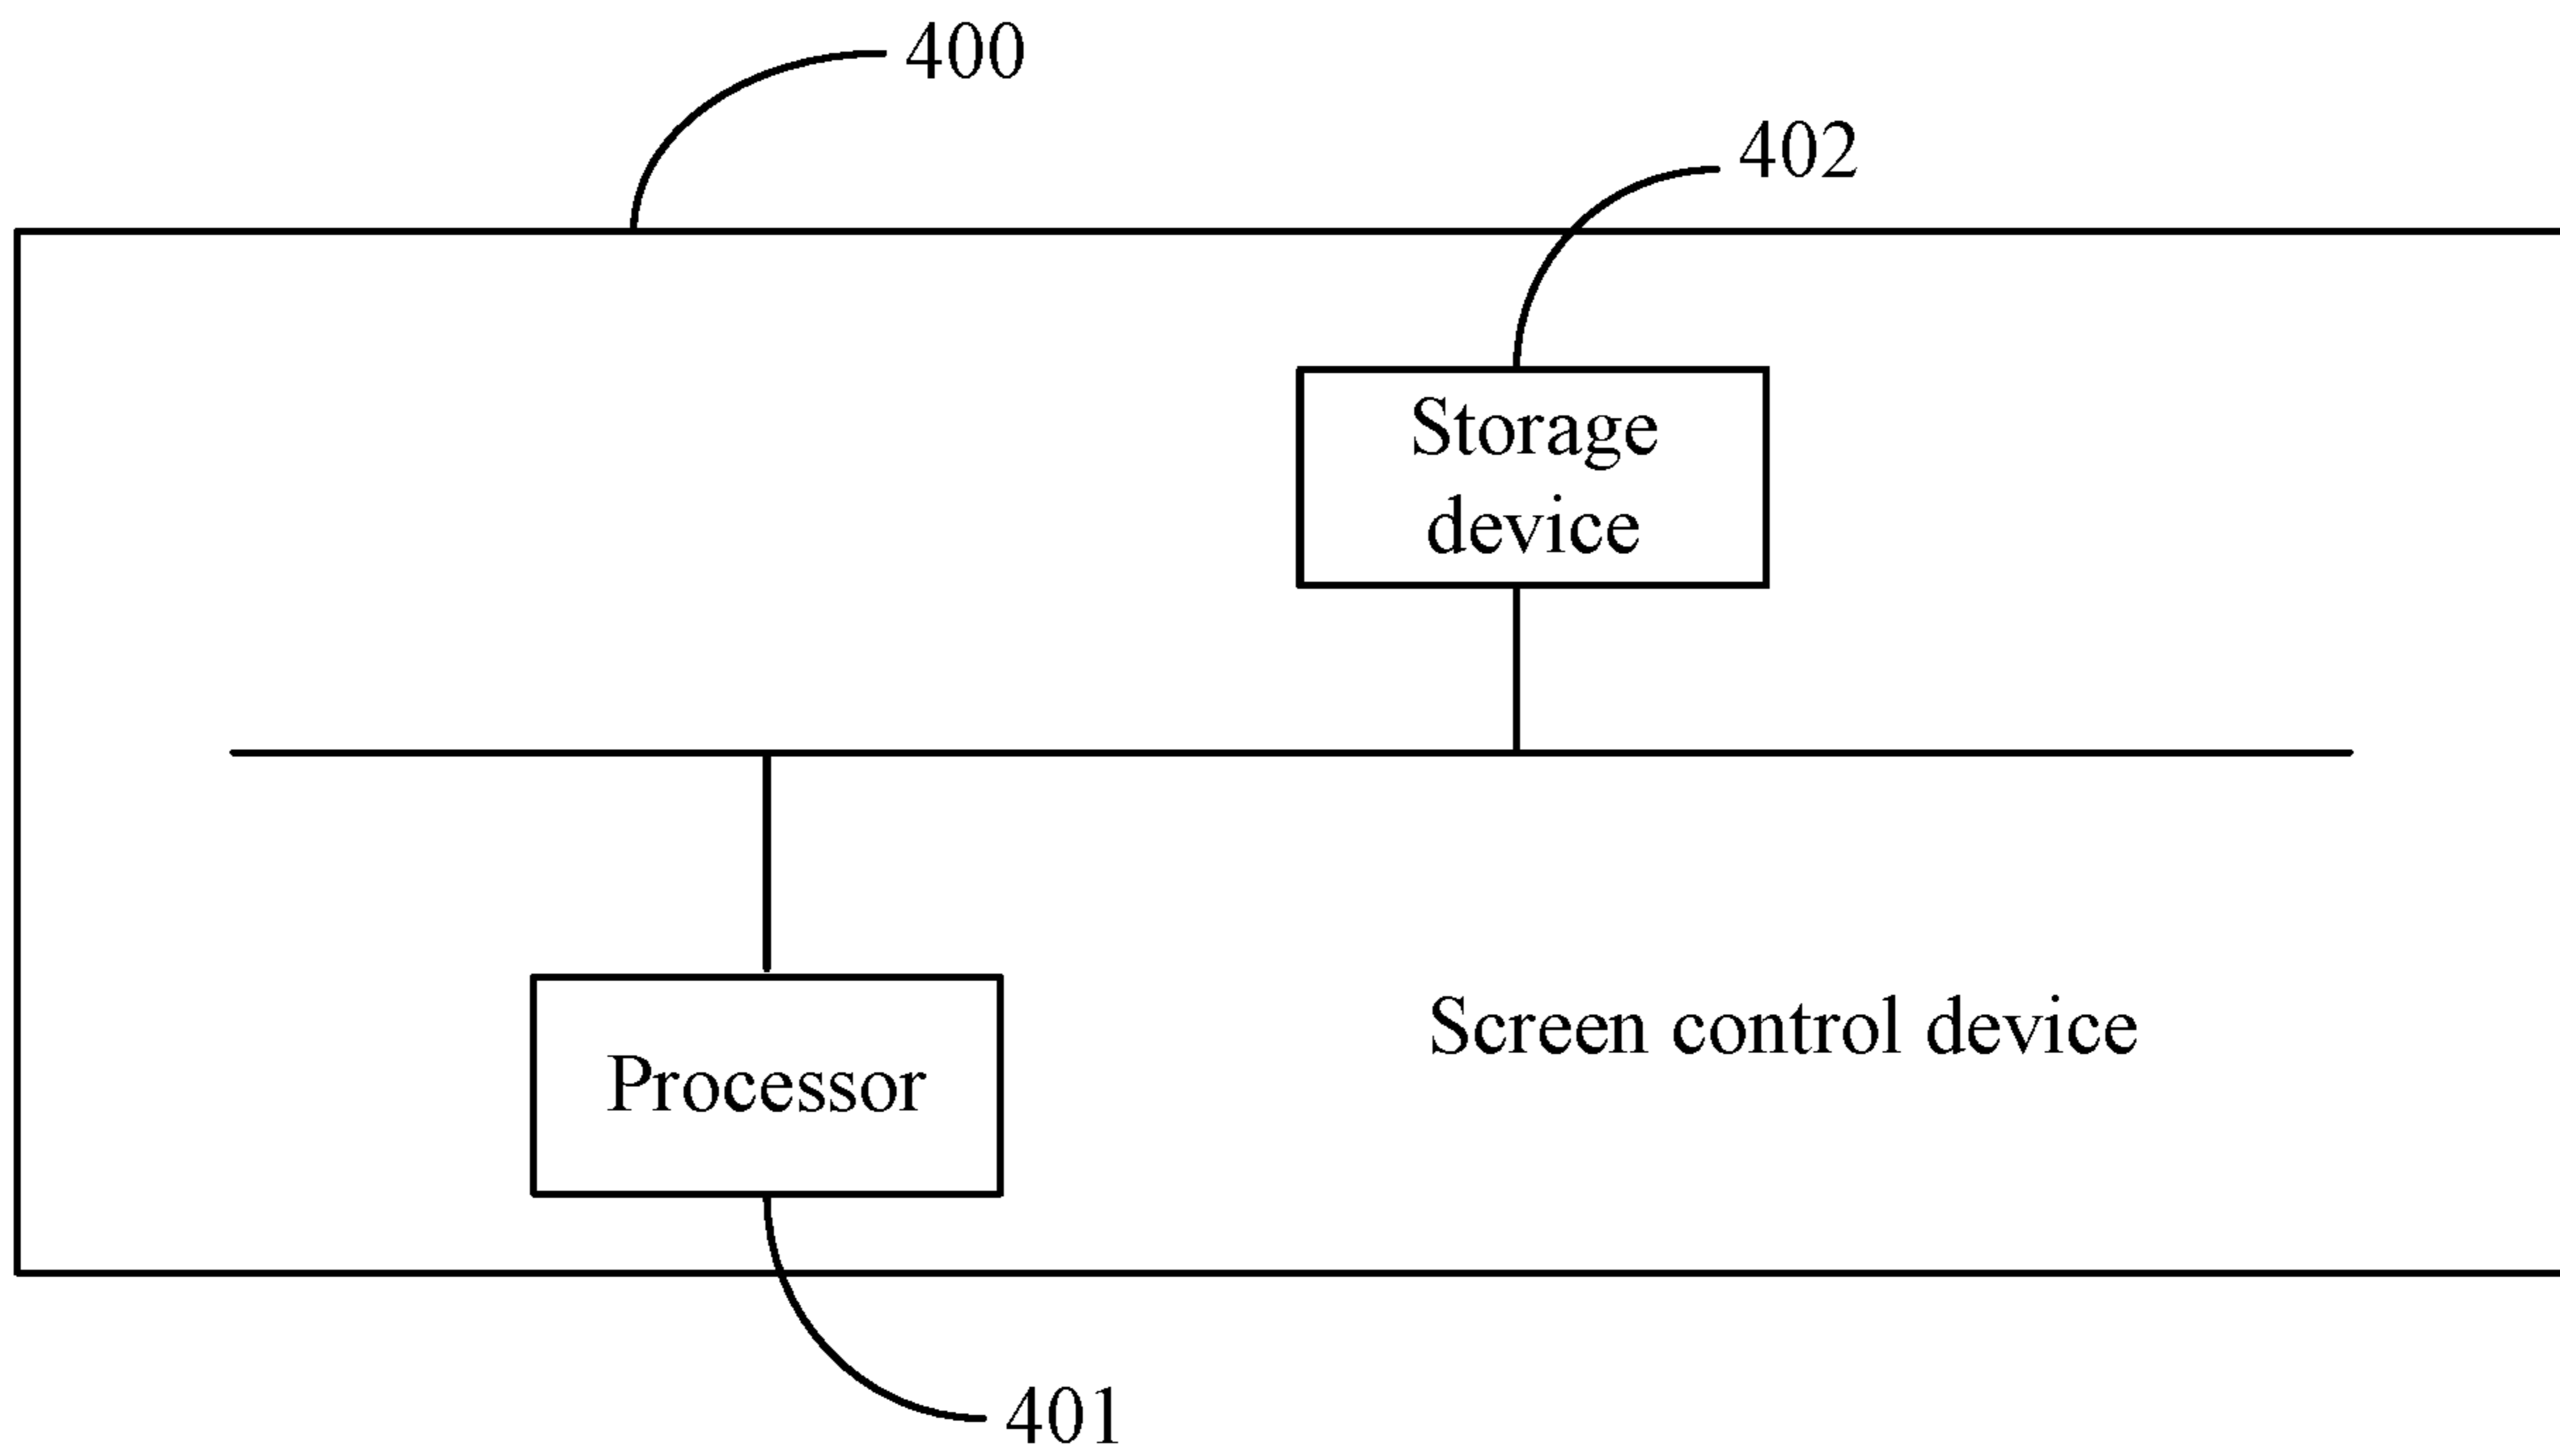 400
402
Storage
device
Screen control device
Processor
401